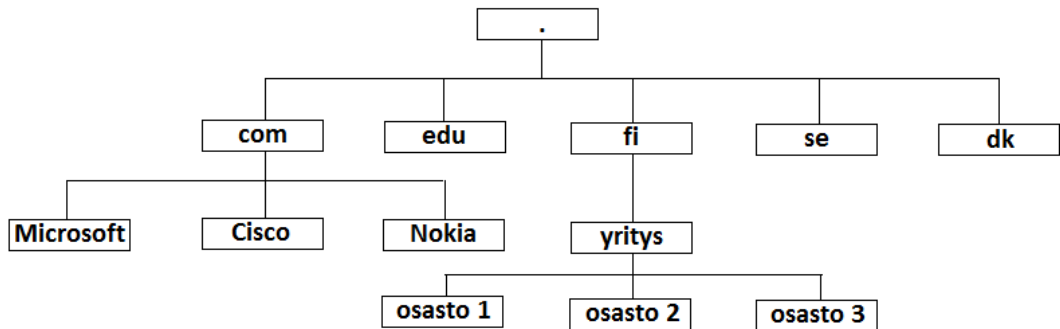 .
com
edu
fi
se
dk
Microsoft
Cisco
Nokia
yritys
osasto 1
osasto 2
osasto 3